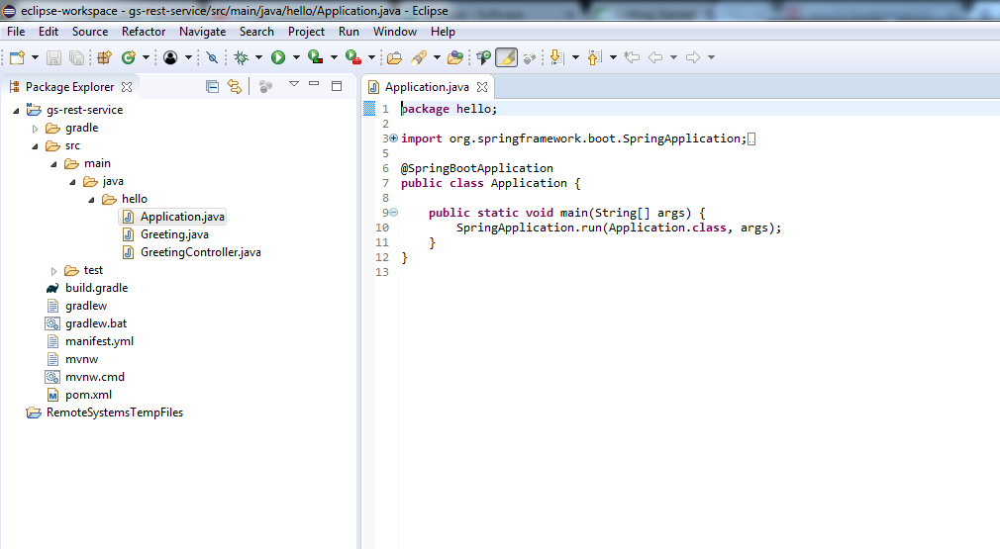 eclipse-workspace - gs-rest-service/src/main/java/hello/Application.java - Eclipse
File Edit Source Refactor Navigate Search Project Run Window Help
Package Explorer
gs-rest-service
gradle
src
main
java
hello
Application.java
Greeting.java
GreetingController.java
test
build.gradle
gradlew
gradlew.bat
manifest.yml
mvnw
mvnw.cmd
pom.xml
RemoteSystemsTempFiles
Application.java
1 package hello;
2
3 import org.springframework.boot.SpringApplication;
5
6 @SpringBootApplication
7 public class Application {
8
9 public static void main(String[] args) {
10 SpringApplication.run(Application.class, args);
11 }
12 }
13